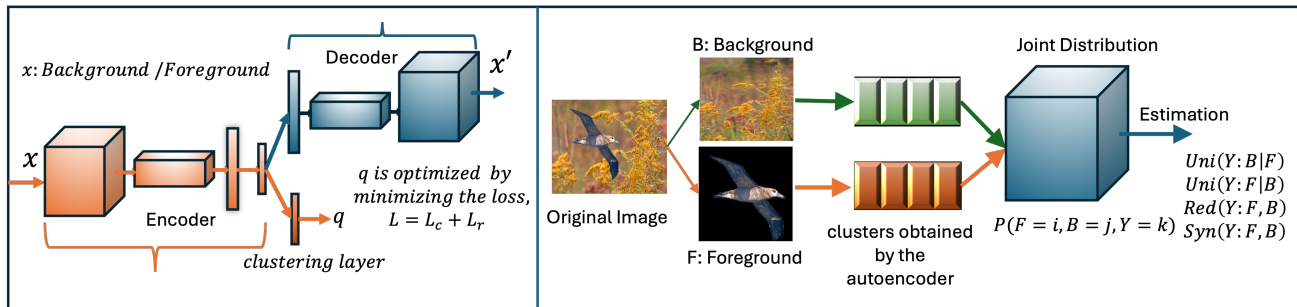 x: Background /Foreground
Decoder
x′
x
Encoder
q is optimized by
minimizing the loss,
L = L_c + L_r
q
clustering layer
B: Background
Original Image
F: Foreground
clusters obtained
by the
autoencoder
Joint Distribution
P(F = i, B = j, Y = k)
Estimation
Uni(Y: B|F)
Uni(Y: F|B)
Red(Y: F, B)
Syn(Y: F, B)